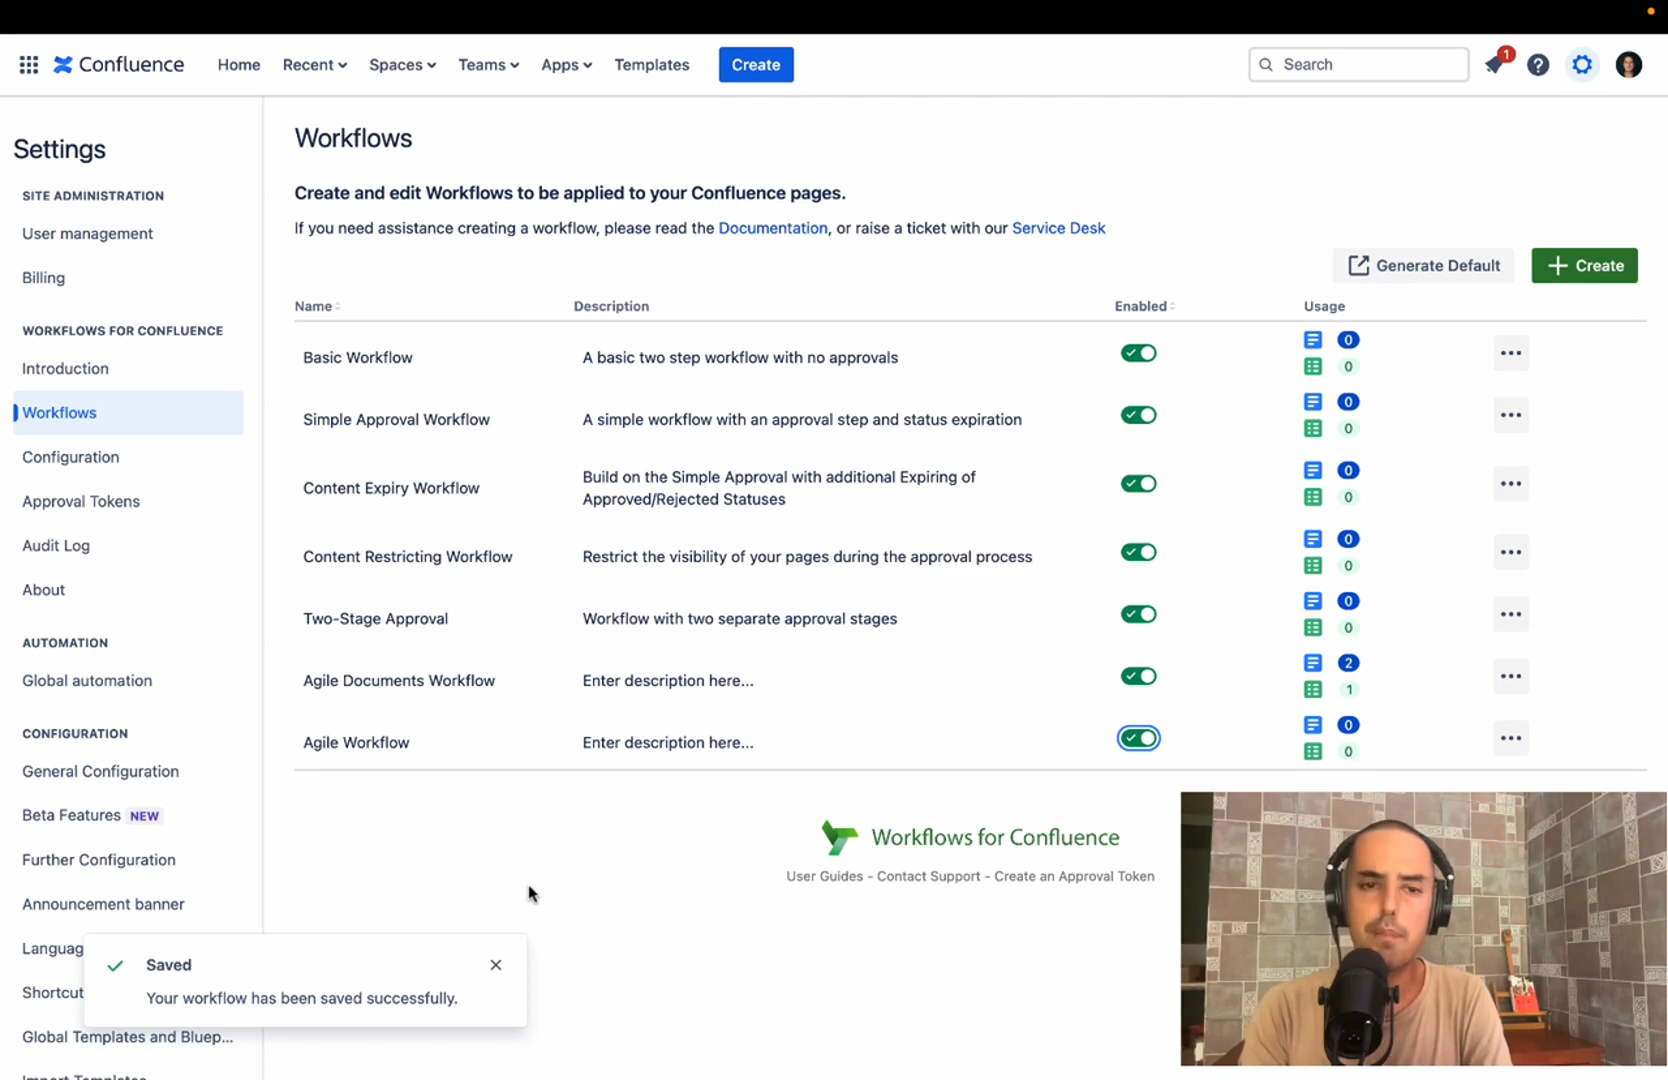 Confluence
Home
Recent
Spaces
Teams
Apps
Templates
Create
Search
1
Settings
SITE ADMINISTRATION
User management
Billing
WORKFLOWS FOR CONFLUENCE
Introduction
Workflows
Configuration
Approval Tokens
Audit Log
About
AUTOMATION
Global automation
CONFIGURATION
General Configuration
Beta Features NEW
Further Configuration
Announcement banner
Languag
Shortcut
Global Templates and Bluep...
Import Templates
Workflows
Create and edit Workflows to be applied to your Confluence pages.
If you need assistance creating a workflow, please read the Documentation, or raise a ticket with our Service Desk
Generate Default
Create
Name Description Enabled Usage
Basic Workflow A basic two step workflow with no approvals 0
0
Simple Approval Workflow A simple workflow with an approval step and status expiration 0
0
Content Expiry Workflow Build on the Simple Approval with additional Expiring of 0
Approved/Rejected Statuses 0
Content Restricting Workflow Restrict the visibility of your pages during the approval process 0
0
Two-Stage Approval Workflow with two separate approval stages 0
0
Agile Documents Workflow Enter description here... 2
1
Agile Workflow Enter description here... 0
0
Workflows for Confluence
User Guides - Contact Support - Create an Approval Token
Saved
Your workflow has been saved successfully.